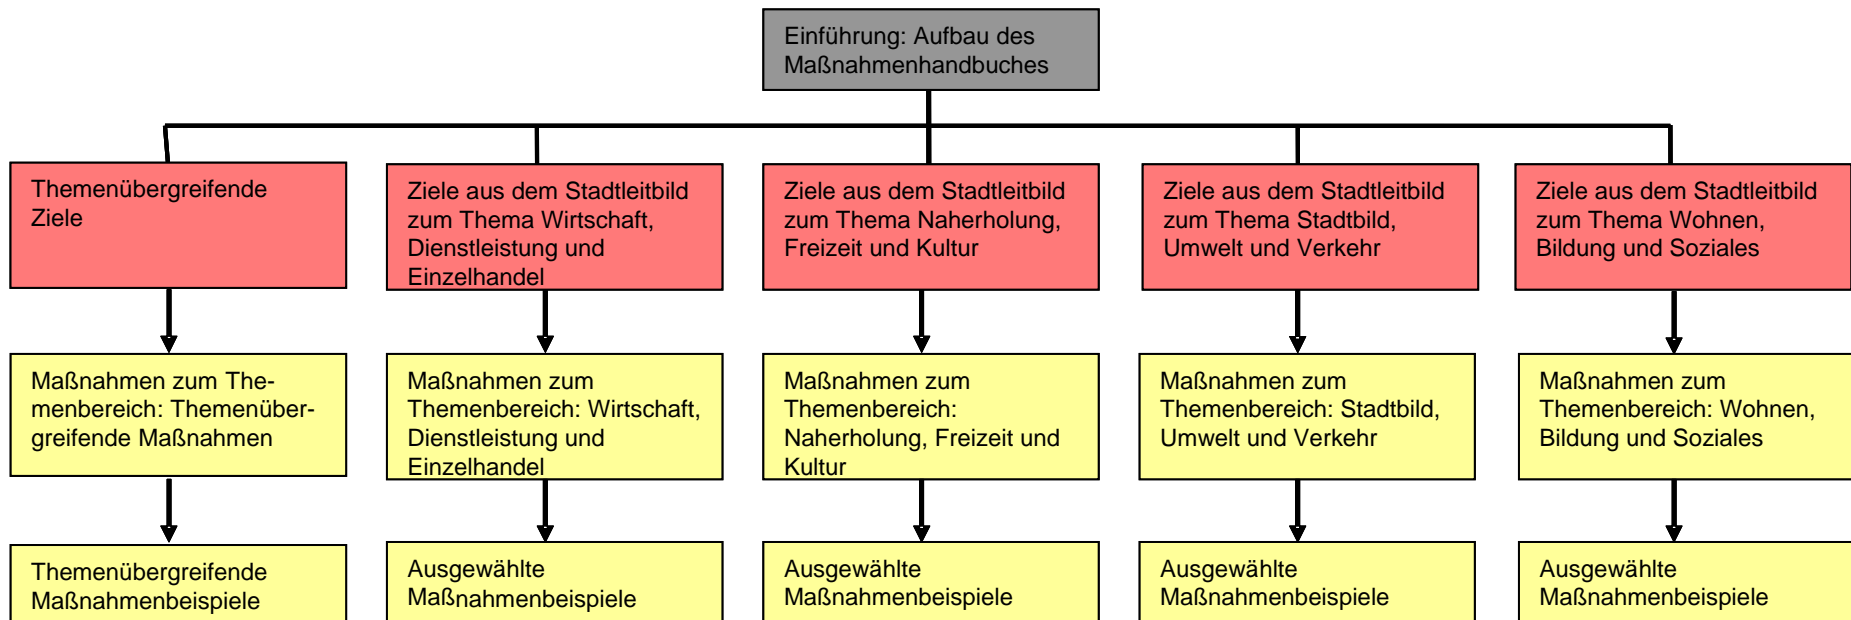 Einführung: Aufbau des
Maßnahmenhandbuches
Themenübergreifende
Ziele
Ziele aus dem Stadtleitbild
zum Thema Wirtschaft,
Dienstleistung und
Einzelhandel
Ziele aus dem Stadtleitbild
zum Thema Naherholung,
Freizeit und Kultur
Ziele aus dem Stadtleitbild
zum Thema Stadtbild,
Umwelt und Verkehr
Ziele aus dem Stadtleitbild
zum Thema Wohnen,
Bildung und Soziales
Maßnahmen zum The-
menbereich: Themenüber-
greifende Maßnahmen
Maßnahmen zum
Themenbereich: Wirtschaft,
Dienstleistung und
Einzelhandel
Maßnahmen zum
Themenbereich:
Naherholung, Freizeit und
Kultur
Maßnahmen zum
Themenbereich: Stadtbild,
Umwelt und Verkehr
Maßnahmen zum
Themenbereich: Wohnen,
Bildung und Soziales
Themenübergreifende
Maßnahmenbeispiele
Ausgewählte
Maßnahmenbeispiele
Ausgewählte
Maßnahmenbeispiele
Ausgewählte
Maßnahmenbeispiele
Ausgewählte
Maßnahmenbeispiele